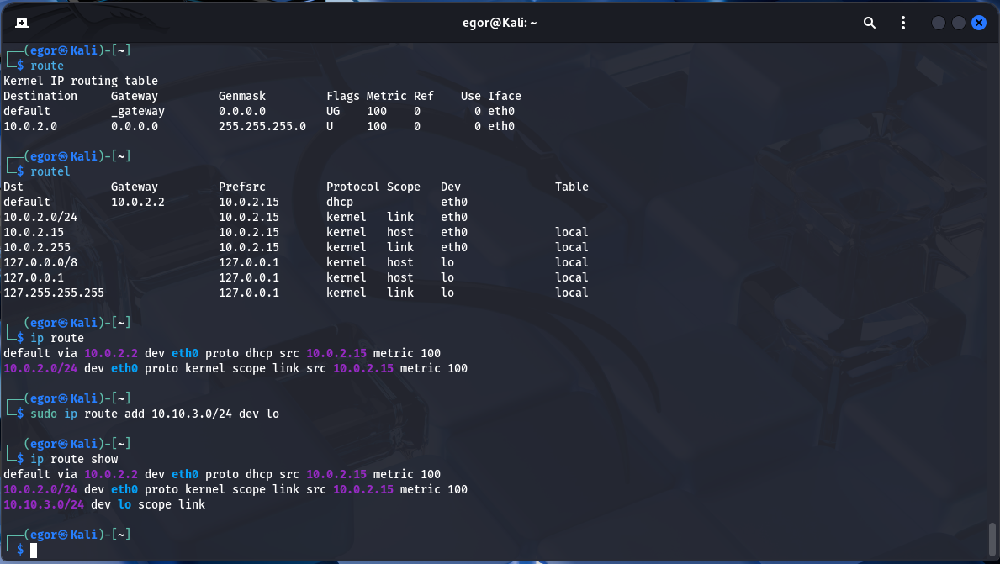 egor@Kali: ~
┌──(egor㉿Kali)-[~]
└─$ route
Kernel IP routing table
Destination     Gateway         Genmask         Flags Metric Ref    Use Iface
default         _gateway        0.0.0.0         UG    100    0        0 eth0
10.0.2.0        0.0.0.0         255.255.255.0   U     100    0        0 eth0
┌──(egor㉿Kali)-[~]
└─$ routel
Dst             Gateway         Prefsrc         Protocol Scope   Dev              Table
default         10.0.2.2        10.0.2.15       dhcp             eth0
10.0.2.0/24                     10.0.2.15       kernel   link    eth0
10.0.2.15                       10.0.2.15       kernel   host    eth0             local
10.0.2.255                      10.0.2.15       kernel   link    eth0             local
127.0.0.0/8                     127.0.0.1       kernel   host    lo               local
127.0.0.1                       127.0.0.1       kernel   host    lo               local
127.255.255.255                 127.0.0.1       kernel   link    lo               local
┌──(egor㉿Kali)-[~]
└─$ ip route
default via 10.0.2.2 dev eth0 proto dhcp src 10.0.2.15 metric 100
10.0.2.0/24 dev eth0 proto kernel scope link src 10.0.2.15 metric 100
┌──(egor㉿Kali)-[~]
└─$ sudo ip route add 10.10.3.0/24 dev lo
┌──(egor㉿Kali)-[~]
└─$ ip route show
default via 10.0.2.2 dev eth0 proto dhcp src 10.0.2.15 metric 100
10.0.2.0/24 dev eth0 proto kernel scope link src 10.0.2.15 metric 100
10.10.3.0/24 dev lo scope link
┌──(egor㉿Kali)-[~]
└─$